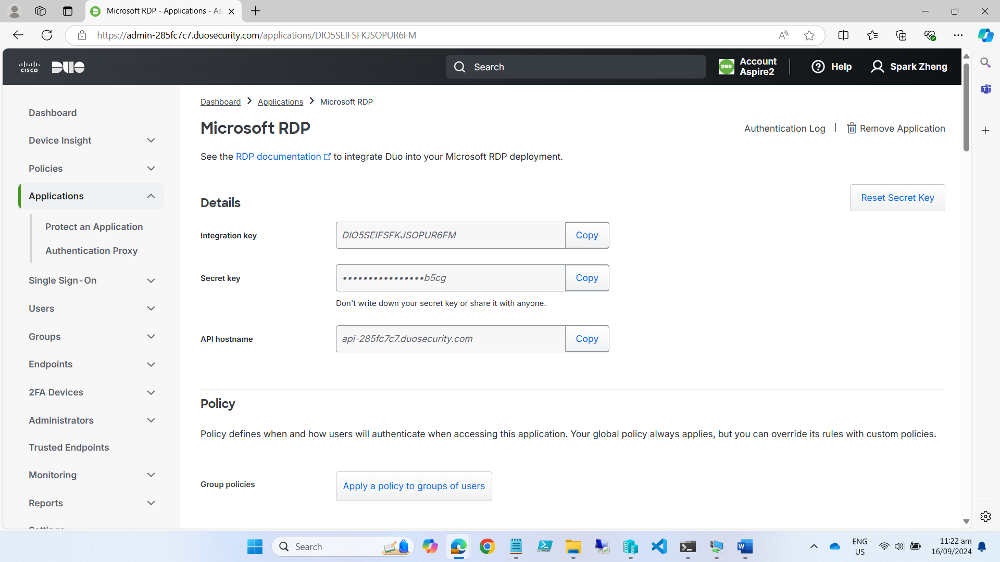 Microsoft RDP - Applications - As
https://admin-285fc7c7.duosecurity.com/applications/DIO5SEIFSFKJSOPUR6FM
CISCO DUO
Search
DUO
Account
Aspire2
Help
Spark Zheng
Dashboard
Device Insight
Policies
Applications
Protect an Application
Authentication Proxy
Single Sign-On
Users
Groups
Endpoints
2FA Devices
Administrators
Trusted Endpoints
Monitoring
Reports
Settings
Dashboard > Applications > Microsoft RDP
Microsoft RDP
Authentication Log | Remove Application
See the RDP documentation to integrate Duo into your Microsoft RDP deployment.
Details
Reset Secret Key
Integration key
DIO5SEIFSFKJSOPUR6FM
Copy
Secret key
••••••••••••••••b5cg
Copy
Don't write down your secret key or share it with anyone.
API hostname
api-285fc7c7.duosecurity.com
Copy
Policy
Policy defines when and how users will authenticate when accessing this application. Your global policy always applies, but you can override its rules with custom policies.
Group policies
Apply a policy to groups of users
Search
ENG
US
11:22 am
16/09/2024